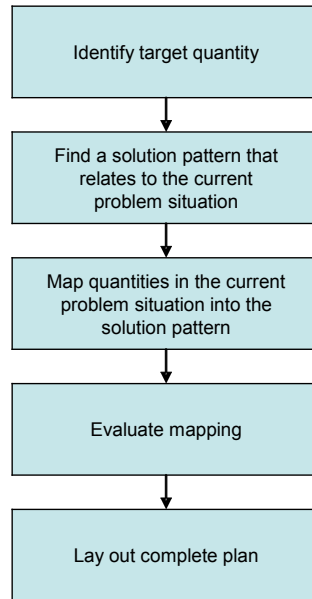 Identify target quantity
Find a solution pattern that
relates to the current
problem situation
Map quantities in the current
problem situation into the
solution pattern
Evaluate mapping
Lay out complete plan